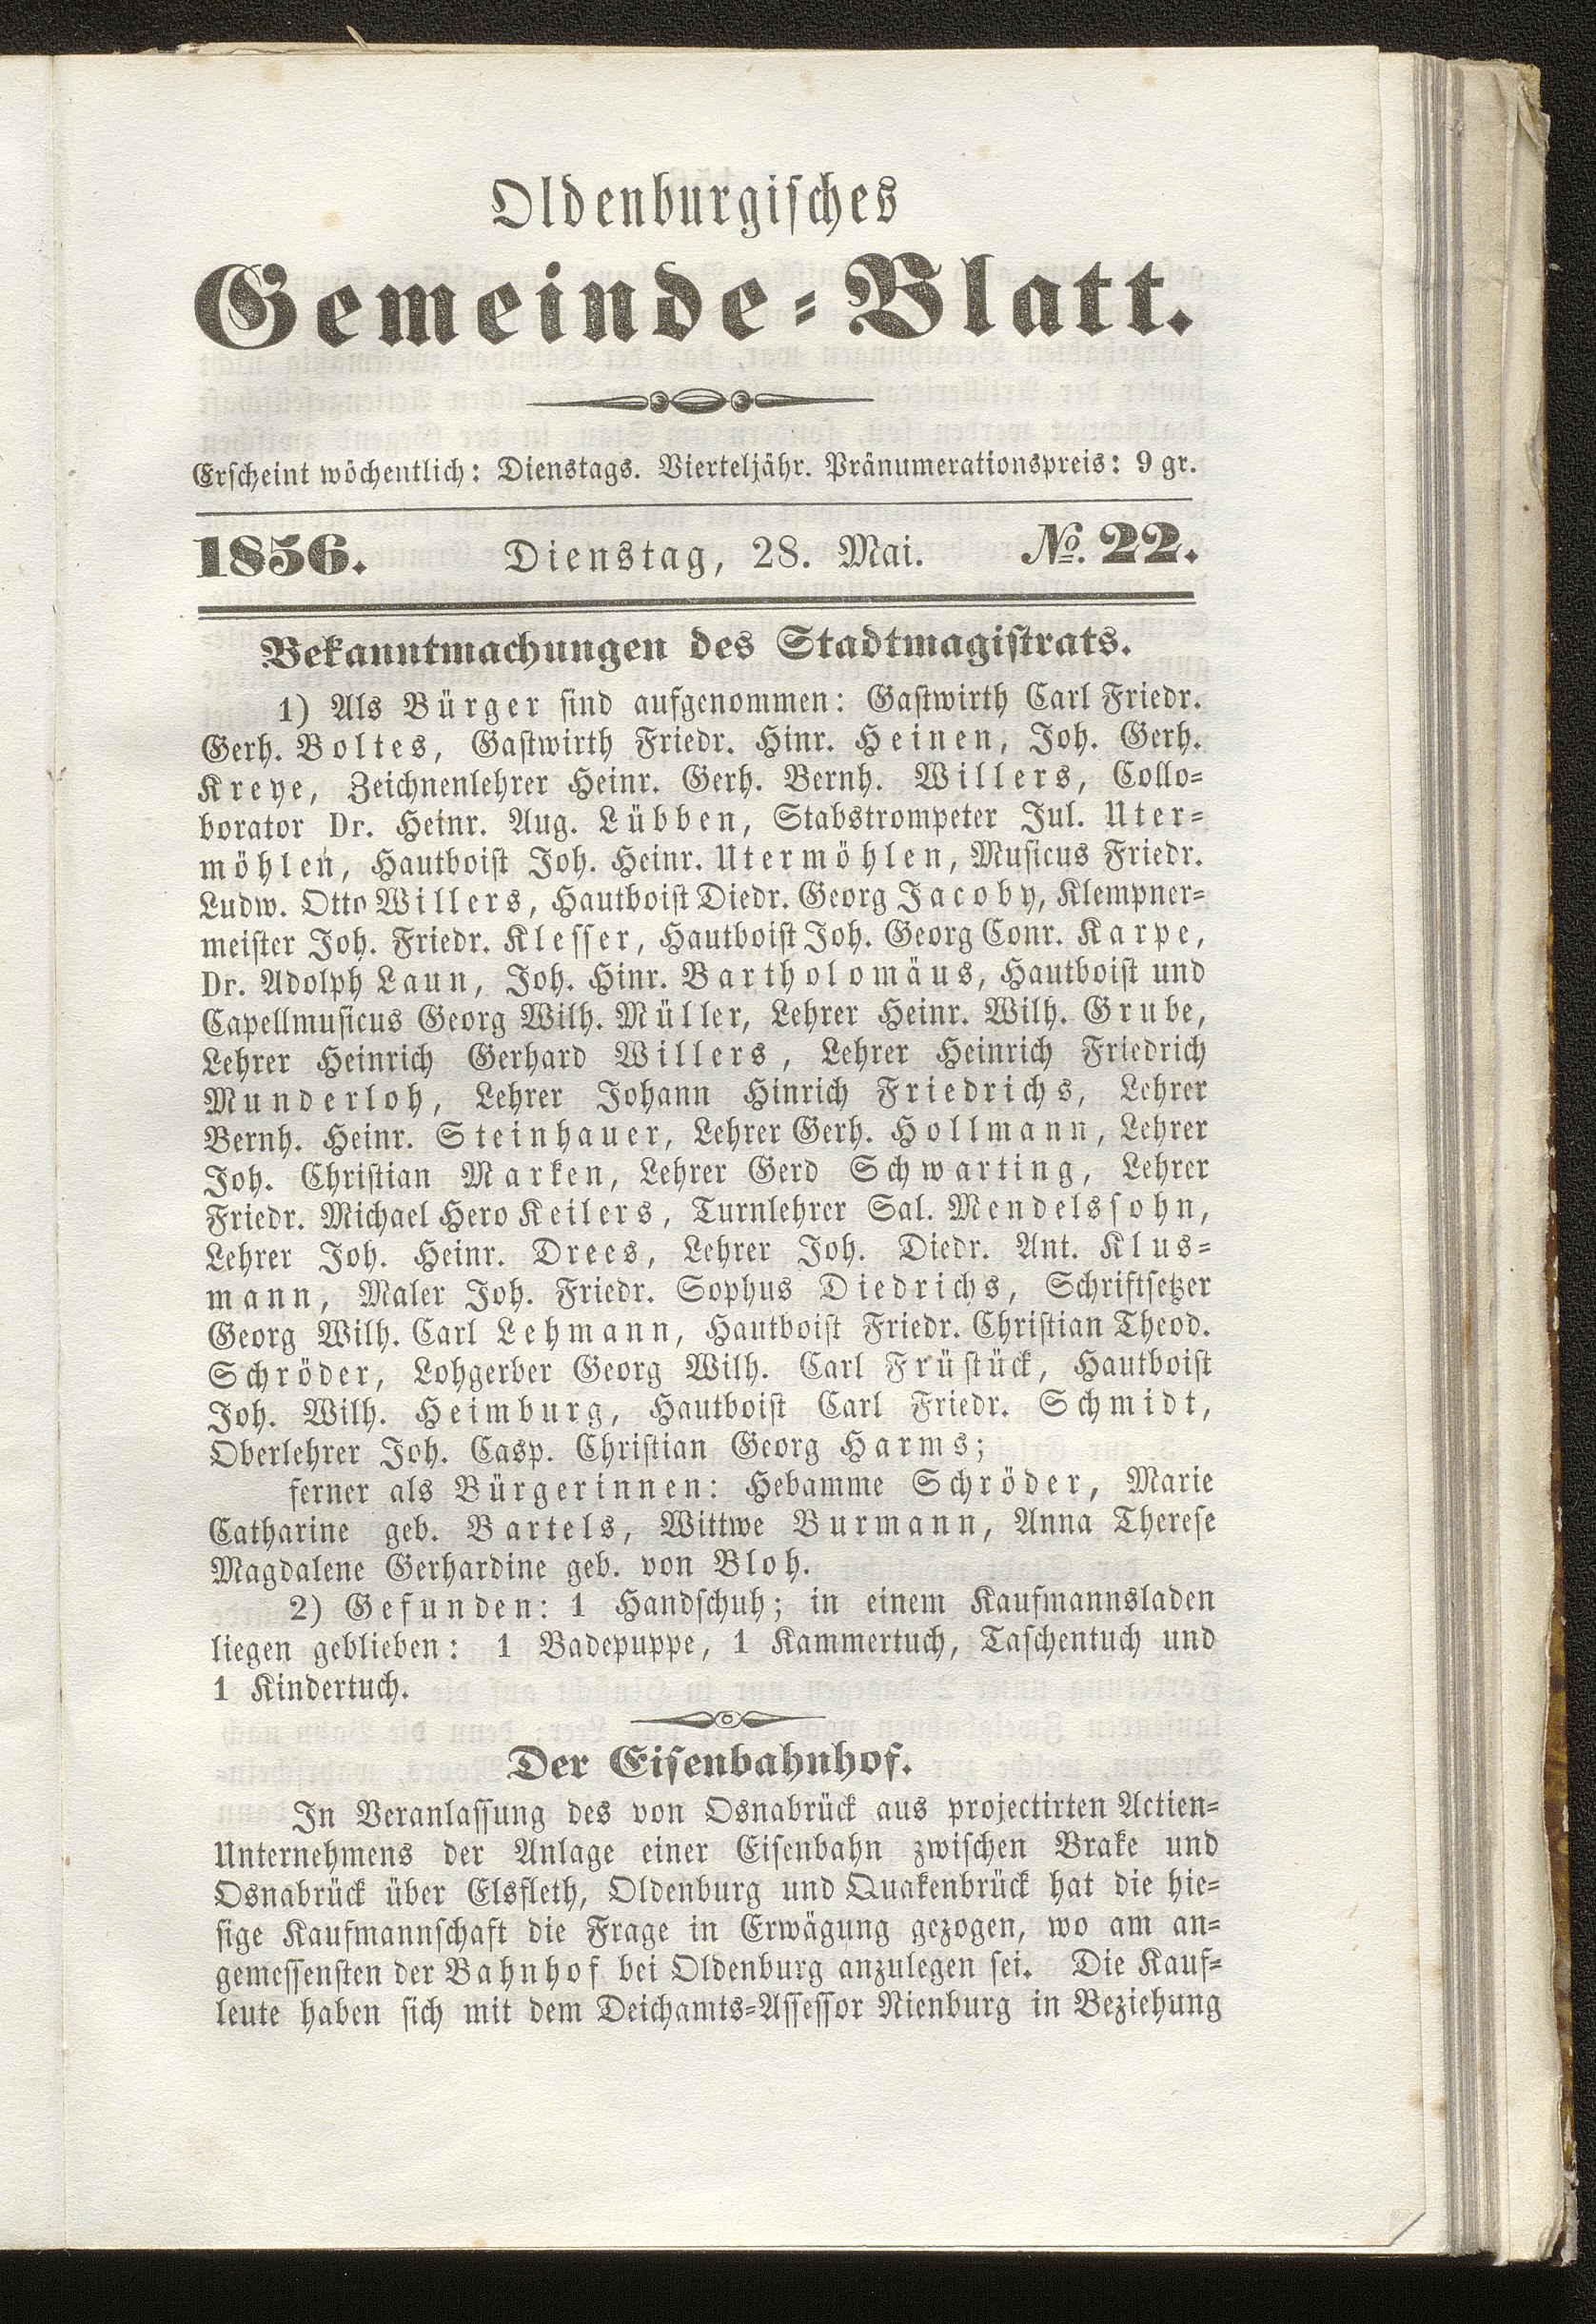 Oldenburgisches
Gemeinde-Blatt.
Erscheint wöchentlich: Dienstags. Vierteljähr. Pränumerationspreis: 9 gr.
1856. Dienstag, 28. Mai. № 22.
Bekanntmachungen des Stadtmagistrats.
1) Als Bürger sind aufgenommen: Gastwirth Carl Friedr.
Gerh. Boltes, Gastwirth Friedr. Hinr. Heinen, Joh. Gerh.
Kreye, Zeichnenlehrer Heinr. Gerh. Bernh. Willers, Collo-
borator Dr. Heinr. Aug. Lübben, Stabstrompeter Jul. Uter-
möhlen, Hautboist Joh. Heinr. Utermöhlen, Musicus Friedr.
Ludw. Otto Willers, Hautboist Diedr. Georg Jacoby, Klempner-
meister Joh. Friedr. Klesser, Hautboist Joh. Georg Conr. Karpe,
Dr. Adolph Laun, Joh. Hinr. Bartholomäus, Hautboist und
Capellmusicus Georg Wilh. Müller, Lehrer Heinr. Wilh. Grube,
Lehrer Heinrich Gerhard Willers, Lehrer Heinrich Friedrich
Munderloh, Lehrer Johann Hinrich Friedrichs, Lehrer
Bernh. Heinr. Steinhauer, Lehrer Gerh. Hollmann, Lehrer
Joh. Christian Marken, Lehrer Gerd Schwarting, Lehrer
Friedr. Michael Hero Keilers, Turnlehrer Sal. Mendelssohn,
Lehrer Joh. Heinr. Drees, Lehrer Joh. Diedr. Ant. Klus-
mann, Maler Joh. Friedr. Sophus Diedrichs, Schriftsetzer
Georg Wilh. Carl Lehmann, Hautboist Friedr. Christian Theod.
Schröder, Lohgerber Georg Wilh. Carl Früstück, Hautboist
Joh. Wilh. Heimburg, Hautboist Carl Friedr. Schmidt,
Oberlehrer Joh. Casp. Christian Georg Harms;
ferner als Bürgerinnen: Hebamme Schröder, Marie
Catharine geb. Bartels, Wittwe Burmann, Anna Therese
Magdalene Gerhardine geb. von Bloh.
2) Gefunden: 1 Handschuh; in einem Kaufmannsladen
liegen geblieben: 1 Badepuppe, 1 Kammertuch, Taschentuch und
1 Kindertuch.
Der Eisenbahnhof.
In Veranlassung des von Osnabrück aus projectirten Actien-
Unternehmens der Anlage einer Eisenbahn zwischen Brake und
Osnabrück über Elsfleth, Oldenburg und Quakenbrück hat die hie-
sige Kaufmannschaft die Frage in Erwägung gezogen, wo am an-
gemessensten der Bahnhof bei Oldenburg anzulegen sei. Die Kauf-
leute haben sich mit dem Deichamts-Assessor Nienburg in Beziehung